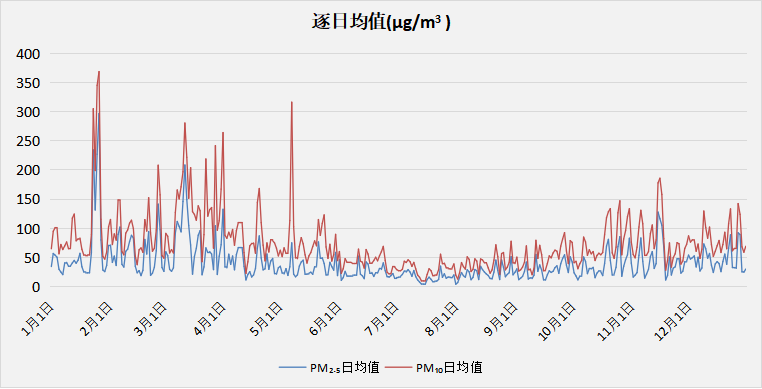 逐日均值(μg/m³ )
400
350
300
250
200
150
100
50
0
1月1日
2月1日
3月1日
4月1日
5月1日
6月1日
7月1日
8月1日
9月1日
10月1日
11月1日
12月1日
PM₂.₅日均值
PM₁₀日均值